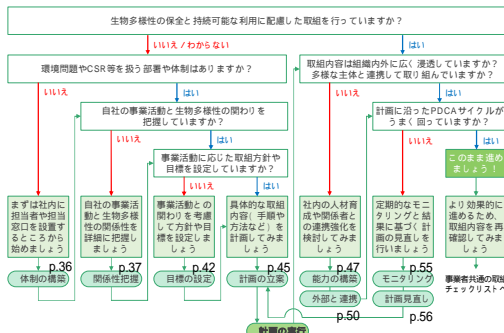 生物多様性の保全と持続可能な利用に配慮した取組を行っていますか？
いいえ / わからない
はい
環境問題やCSR等を扱う部署や体制はありますか？
取組内容は組織内外に広く浸透していますか？
多様な主体と連携して取り組んでいますか？
いいえ
はい
いいえ
はい
自社の事業活動と生物多様性の関わりを
把握していますか？
計画に沿ったPDCAサイクルが
うまく回っていますか？
いいえ
はい
いいえ
はい
事業活動に応じた取組方針や
目標を設定していますか？
このまま進め
ましょう！
いいえ
はい
まずは社内に
担当者や担当
窓口を設置す
るところから
始めましょう
自社の事業活
動と生物多様
性の関係性を
詳細に把握し
ましょう
事業活動との
関わりを考慮
して方針や目
標を設定しま
しょう
具体的な取組
内容（手順や
方法など）を
計画してみま
しょう
社内の人材育
成や関係者と
の連携強化を
検討してみま
しょう
定期的なモニ
タリングと結
果に基づく計
画の見直しを
行いましょう
より効果的に
進めるため、
取組内容を再
確認してみま
しょう
p.36
p.37
p.42
p.45
p.47
p.55
体制の構築
関係性把握
目標の設定
計画の立案
能力の構築
モニタリング
事業者共通の取組
チェックリストへ
外部と連携
計画見直し
p.50
p.56
計画の実行